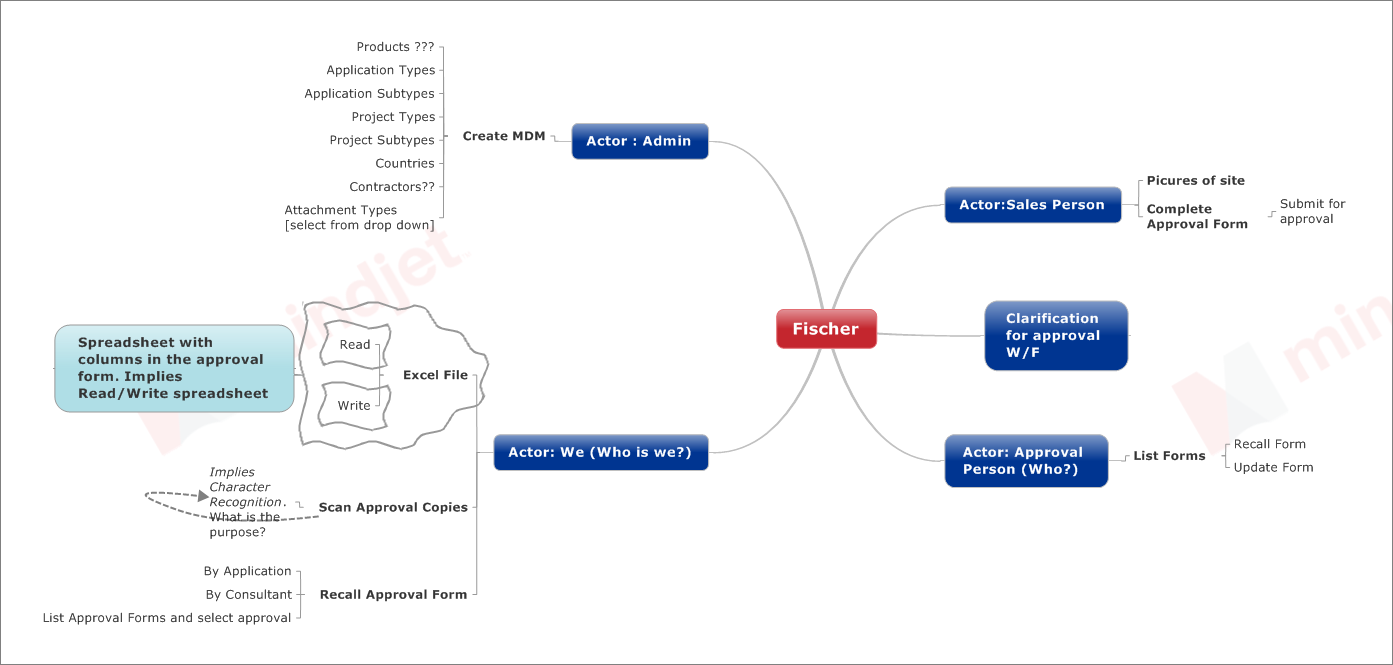 Products ???
Application Types
Application Subtypes
Project Types
Project Subtypes
Countries
Contractors??
Attachment Types
[select from drop down]
Create MDM
Actor : Admin
Actor:Sales Person
Picures of site
Complete
Approval Form
Submit for
approval
Fischer
Clarification
for approval
W/F
Actor: Approval
Person (Who?)
List Forms
Recall Form
Update Form
Actor: We (Who is we?)
Excel File
Read
Write
Spreadsheet with
columns in the approval
form. Implies
Read/Write spreadsheet
Scan Approval Copies
Implies
Character
Recognition.
What is the
purpose?
Recall Approval Form
By Application
By Consultant
List Approval Forms and select approval
mindjet
min